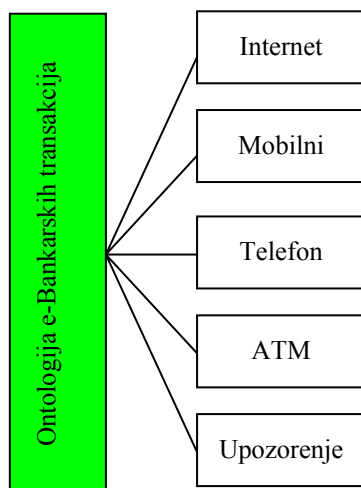 Ontologija e-Bankarskih transakcija
Internet
Mobilni
Telefon
ATM
Upozorenje